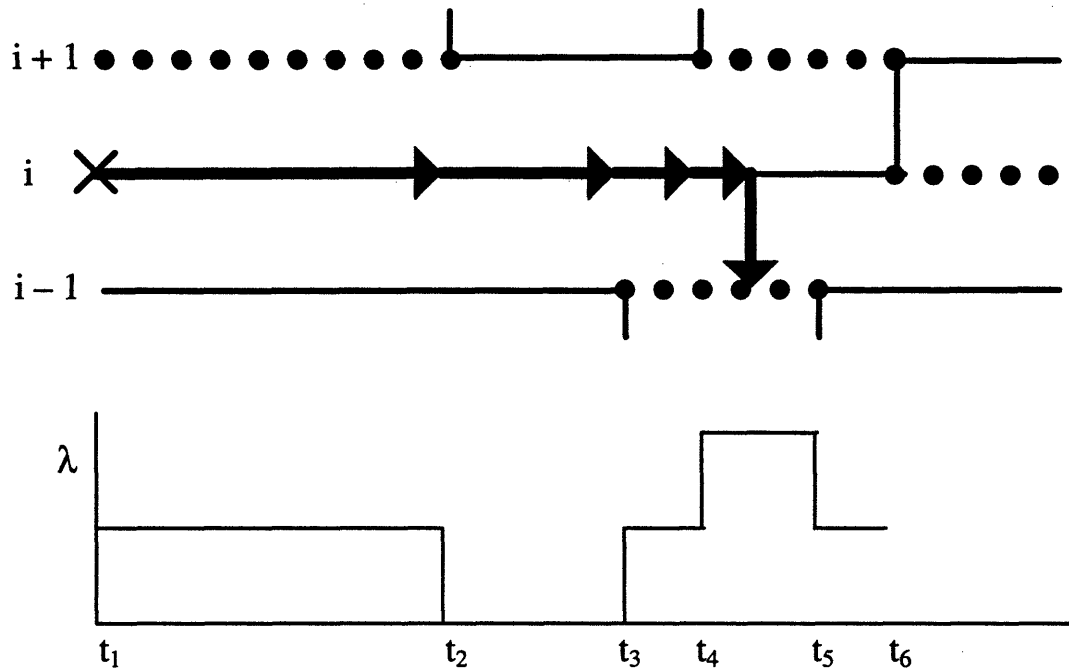 i + 1
i
i – 1
λ
t₁ t₂ t₃ t₄ t₅ t₆